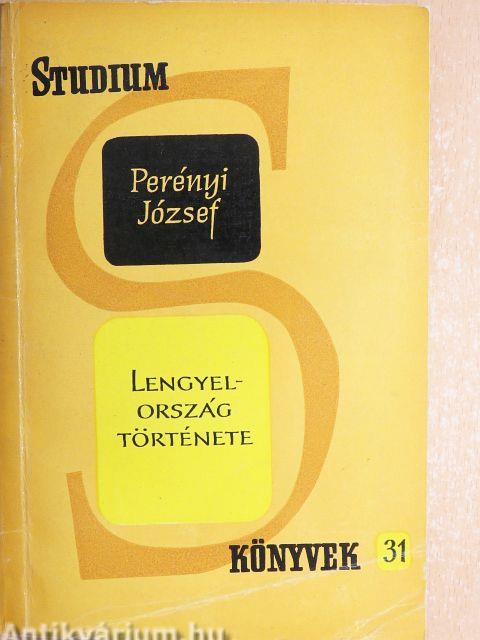 STUDIUM
Perényi
József
LENGYEL-
ORSZÁG
TÖRTÉNETE
KÖNYVEK 31
Antikvárium.hu